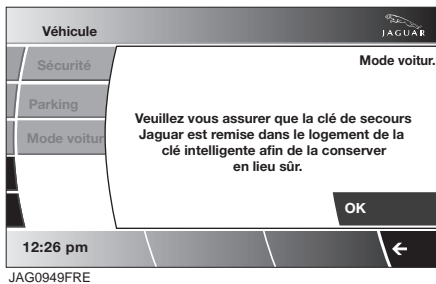 Véhicule
JAGUAR
Sécurité
Parking
Mode voitur
Mode voitur.
Veuillez vous assurer que la clé de secours
Jaguar est remise dans le logement de la
clé intelligente afin de la conserver
en lieu sûr.
OK
12:26 pm
JAG0949FRE